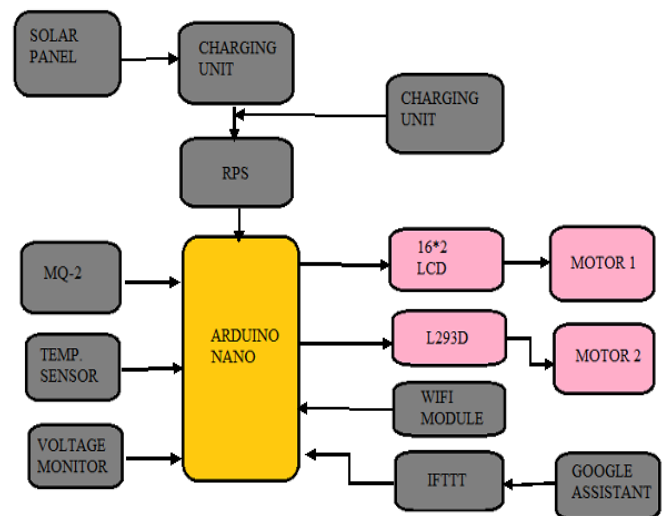 SOLAR
PANEL
CHARGING
UNIT
CHARGING
UNIT
RPS
MQ-2
TEMP.
SENSOR
VOLTAGE
MONITOR
ARDUINO
NANO
16*2
LCD
MOTOR 1
L293D
MOTOR 2
WIFI
MODULE
IFTTT
GOOGLE
ASSISTANT